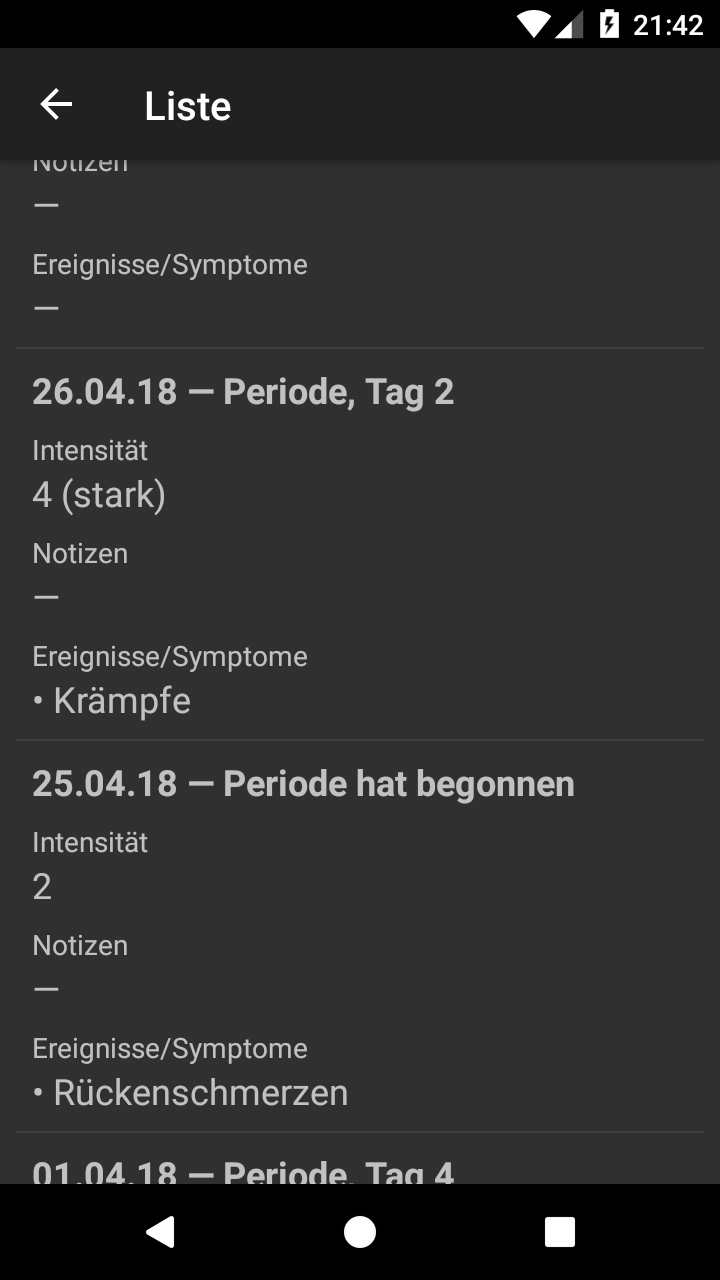 21:42
Liste
Notizen
—
Ereignisse/Symptome
—
26.04.18 — Periode, Tag 2
Intensität
4 (stark)
Notizen
—
Ereignisse/Symptome
• Krämpfe
25.04.18 — Periode hat begonnen
Intensität
2
Notizen
—
Ereignisse/Symptome
• Rückenschmerzen
01.04.18 — Periode, Tag 4